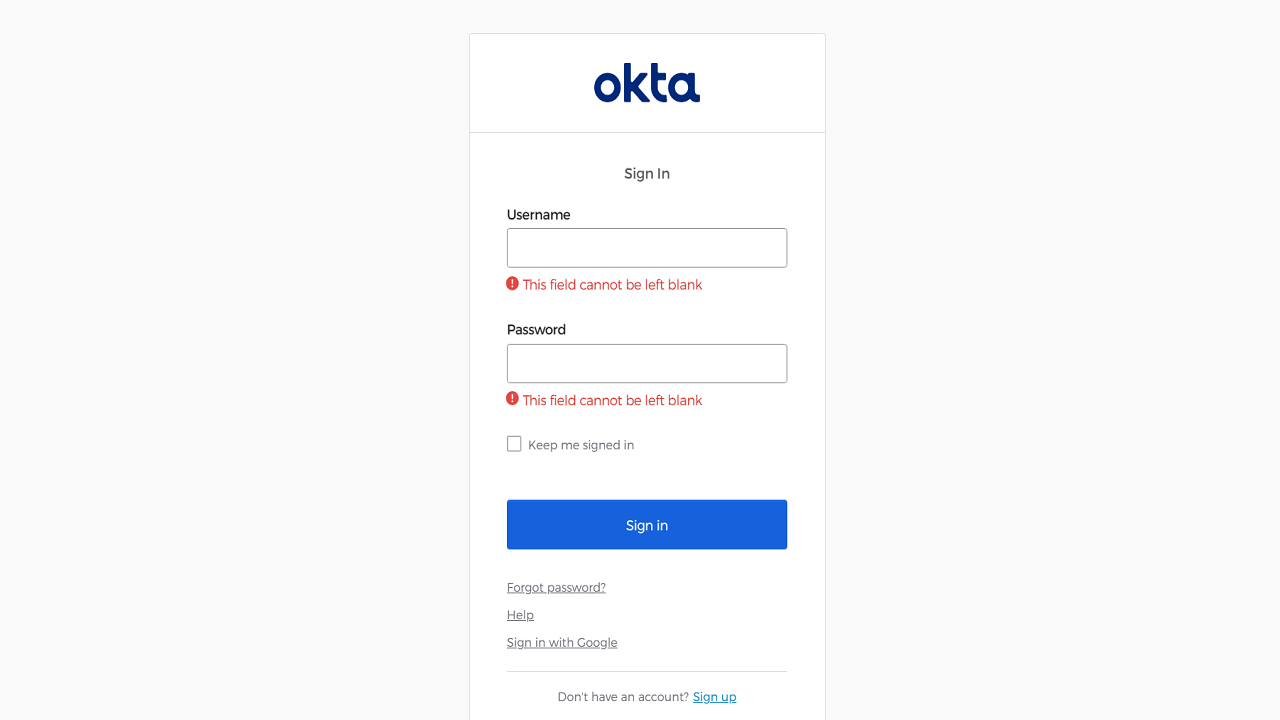 okta
Sign In
Username
This field cannot be left blank
Password
This field cannot be left blank
Keep me signed in
Sign in
Forgot password?
Help
Sign in with Google
Don't have an account? Sign up